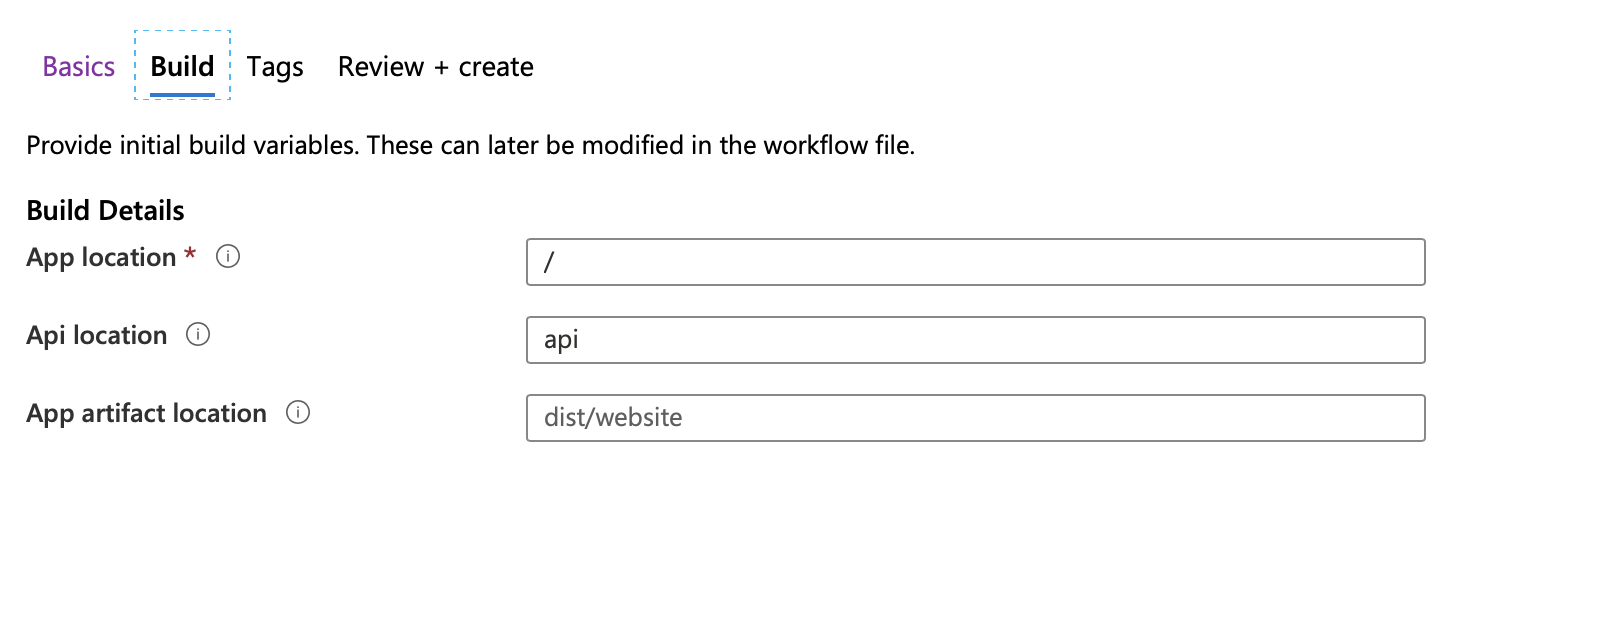 Basics Build Tags Review + create
Provide initial build variables. These can later be modified in the workflow file.
Build Details
App location * /
Api location api
App artifact location dist/website